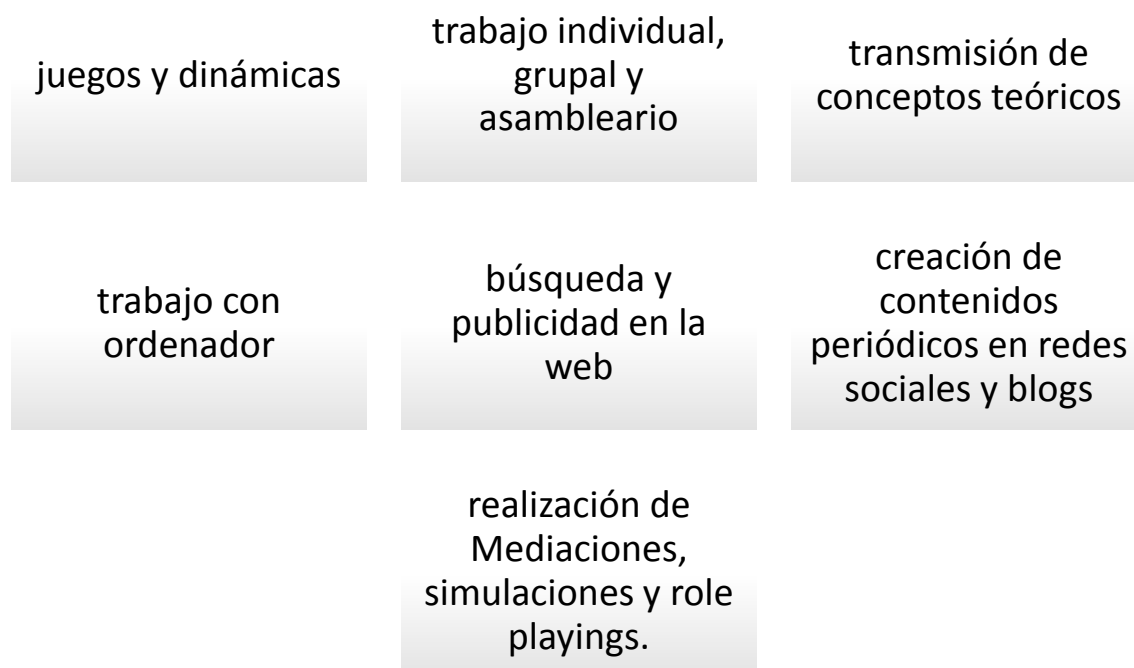 juegos y dinámicas
trabajo individual,
grupal y
asambleario
transmisión de
conceptos teóricos
trabajo con
ordenador
búsqueda y
publicidad en la
web
creación de
contenidos
periódicos en redes
sociales y blogs
realización de
Mediaciones,
simulaciones y role
playings.